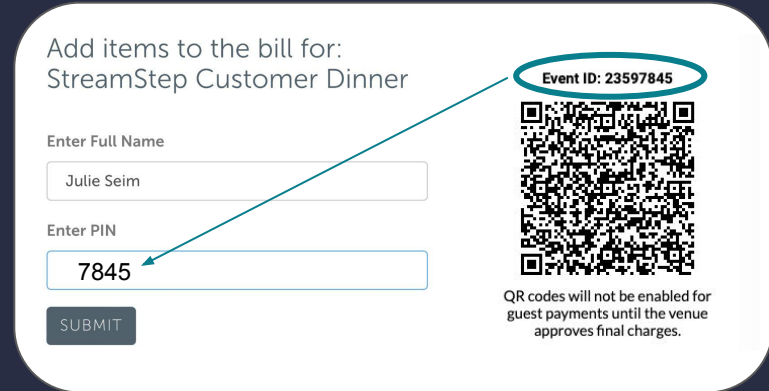 Add items to the bill for:
StreamStep Customer Dinner
Enter Full Name
Julie Seim
Enter PIN
7845
SUBMIT
Event ID: 23597845
QR codes will not be enabled for
guest payments until the venue
approves final charges.